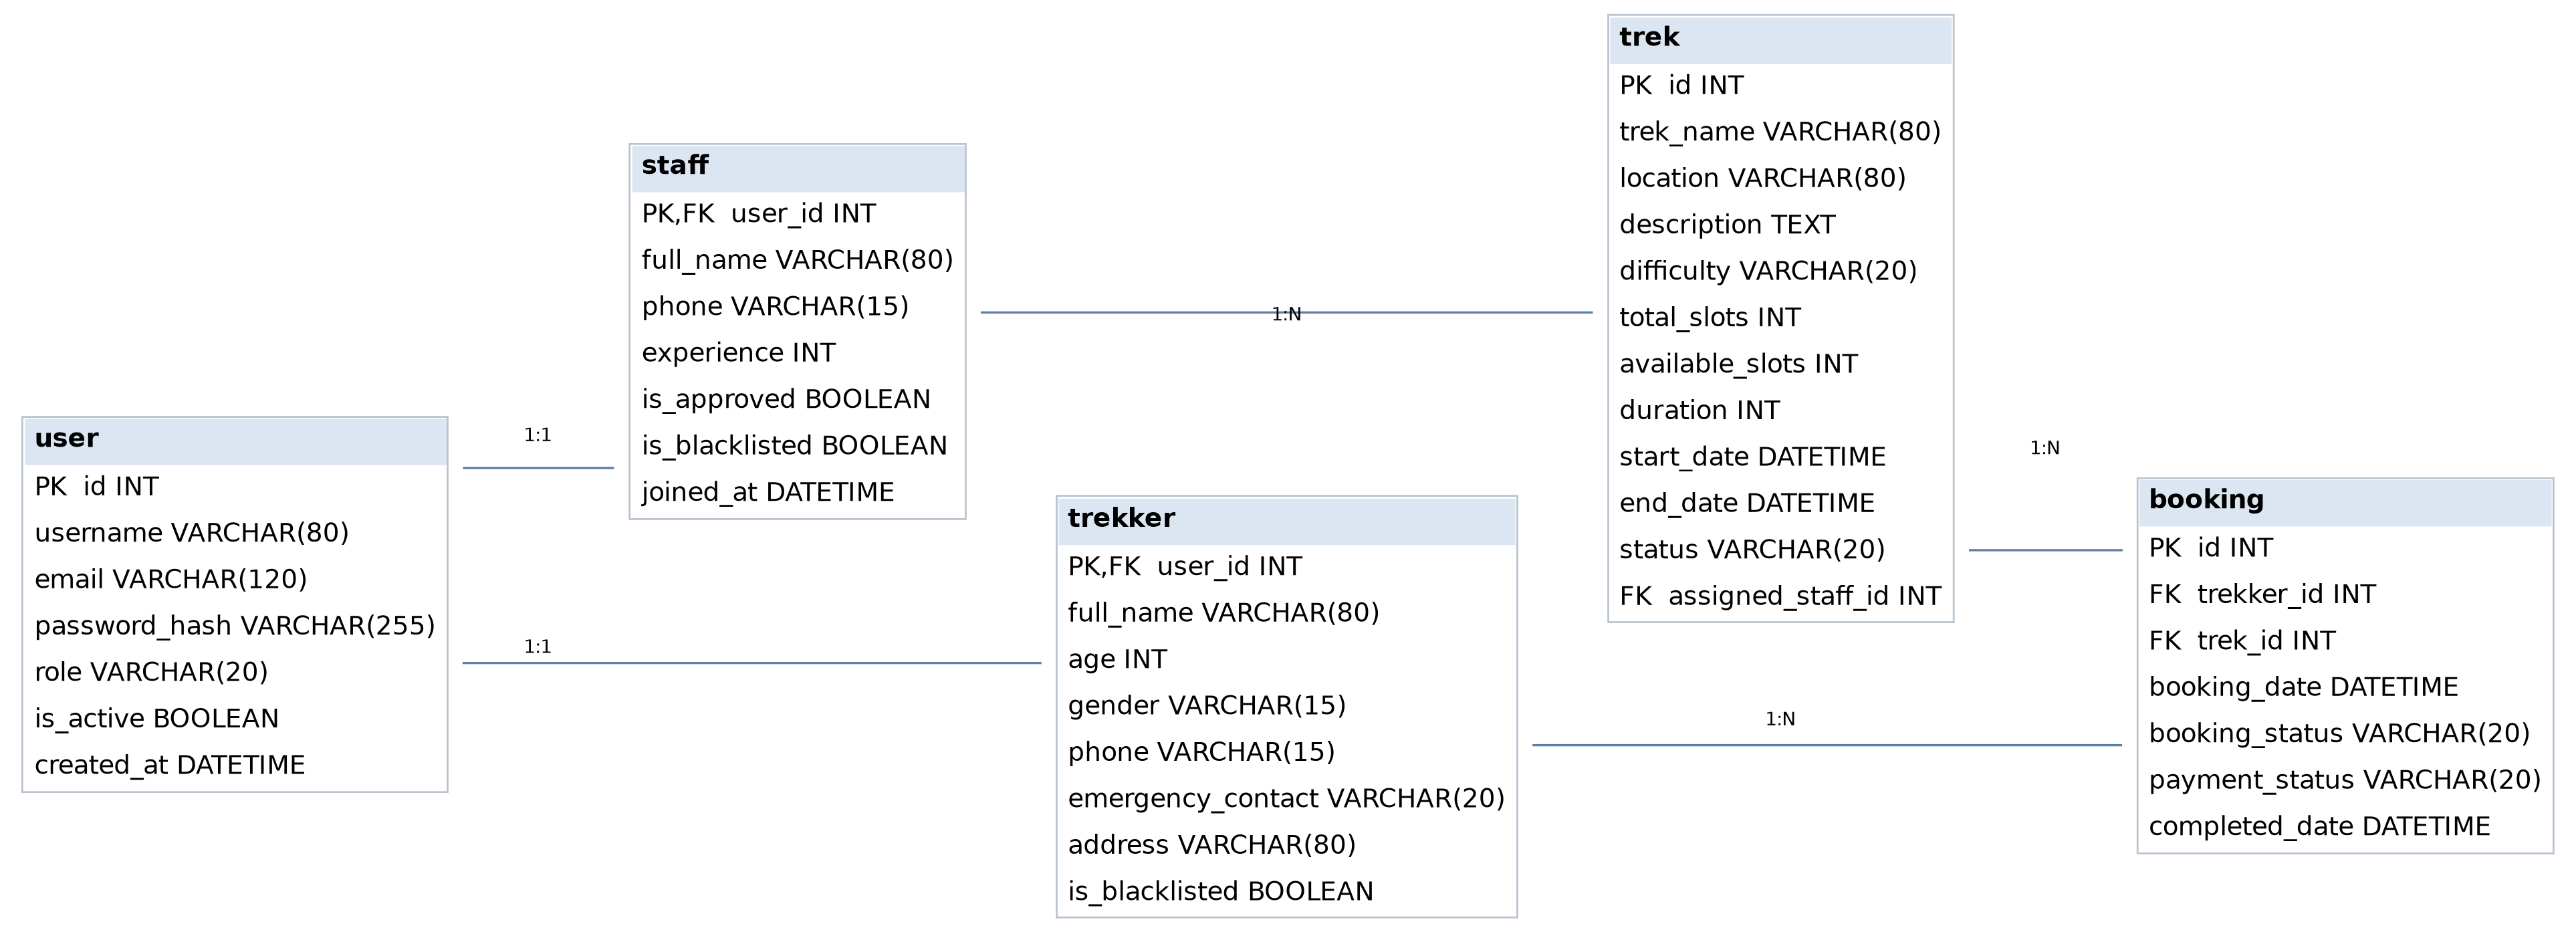 user
PK  id INT
username VARCHAR(80)
email VARCHAR(120)
password_hash VARCHAR(255)
role VARCHAR(20)
is_active BOOLEAN
created_at DATETIME
1:1
1:1
staff
PK,FK  user_id INT
full_name VARCHAR(80)
phone VARCHAR(15)
experience INT
is_approved BOOLEAN
is_blacklisted BOOLEAN
joined_at DATETIME
1:N
trekker
PK,FK  user_id INT
full_name VARCHAR(80)
age INT
gender VARCHAR(15)
phone VARCHAR(15)
emergency_contact VARCHAR(20)
address VARCHAR(80)
is_blacklisted BOOLEAN
1:N
trek
PK  id INT
trek_name VARCHAR(80)
location VARCHAR(80)
description TEXT
difficulty VARCHAR(20)
total_slots INT
available_slots INT
duration INT
start_date DATETIME
end_date DATETIME
status VARCHAR(20)
FK  assigned_staff_id INT
1:N
booking
PK  id INT
FK  trekker_id INT
FK  trek_id INT
booking_date DATETIME
booking_status VARCHAR(20)
payment_status VARCHAR(20)
completed_date DATETIME